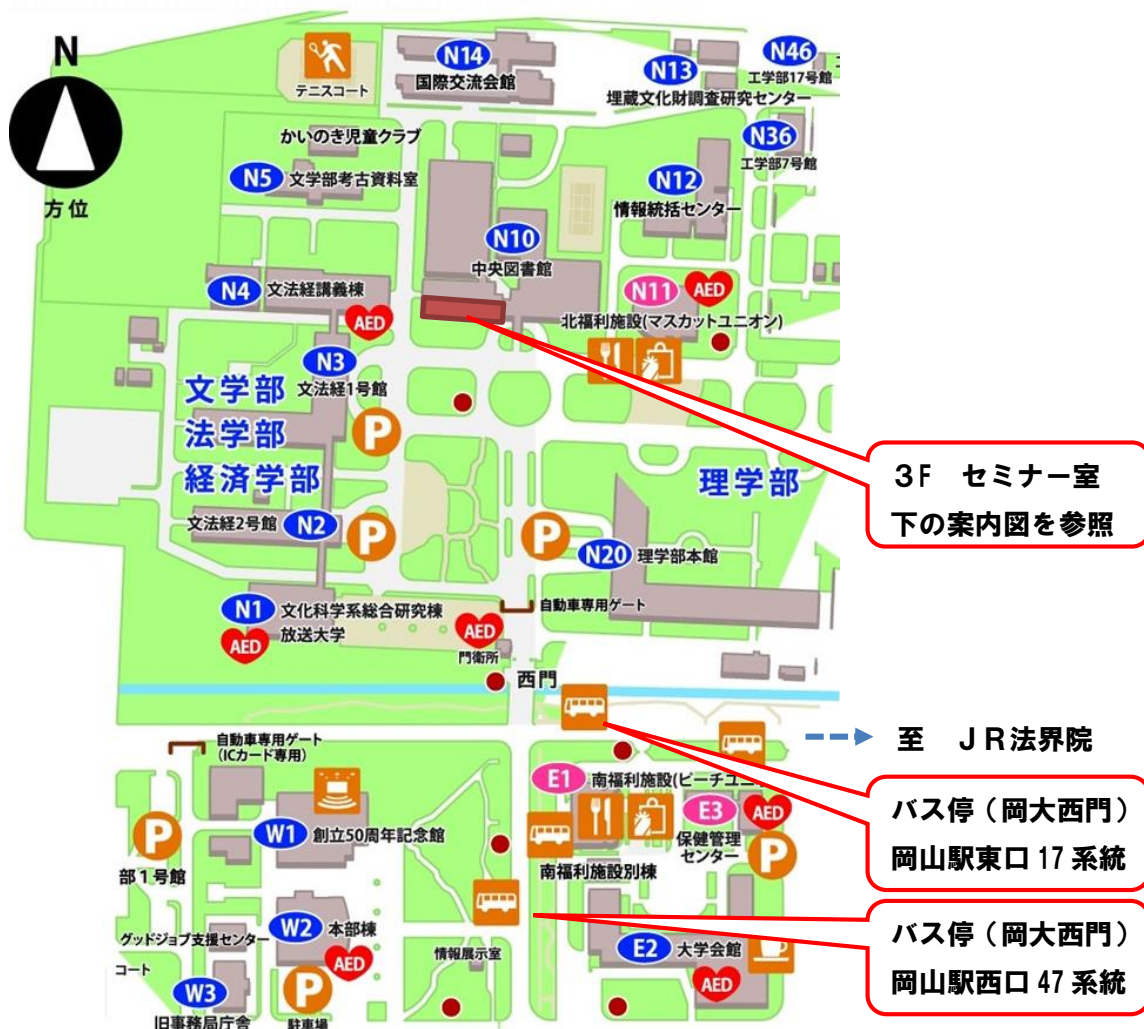 N
方位
テニスコート
N14
国際交流会館
N13
埋蔵文化財調査研究センター
N46
工学部17号館
N36
工学部7号館
かいのき児童クラブ
N5 文学部考古資料室
N12
情報統括センター
N10
中央図書館
N4 文法経講義棟
AED
N11 AED
北福利施設(マスカットユニオン)
N3
文法経1号館
文学部
法学部
経済学部
P
理学部
3F セミナー室
下の案内図を参照
文法経2号館 N2
P
P
N20 理学部本館
N1 文化科学系総合研究棟
放送大学
AED
AED
門衛所
自動車専用ゲート
西門
自動車専用ゲート
(ICカード専用)
至 JR法界院
E1 南福利施設(ピーチユニ
E3
保健管理
センター
AED
P
バス停(岡大西門)
岡山駅東口17系統
P
部1号館
W1 創立50周年記念館
南福利施設別棟
W2 本部棟
AED
グッドジョブ支援センター
コート
情報展示室
E2 大学会館
AED
バス停(岡大西門)
岡山駅西口47系統
W3
旧事務局庁舎
P
駐車場